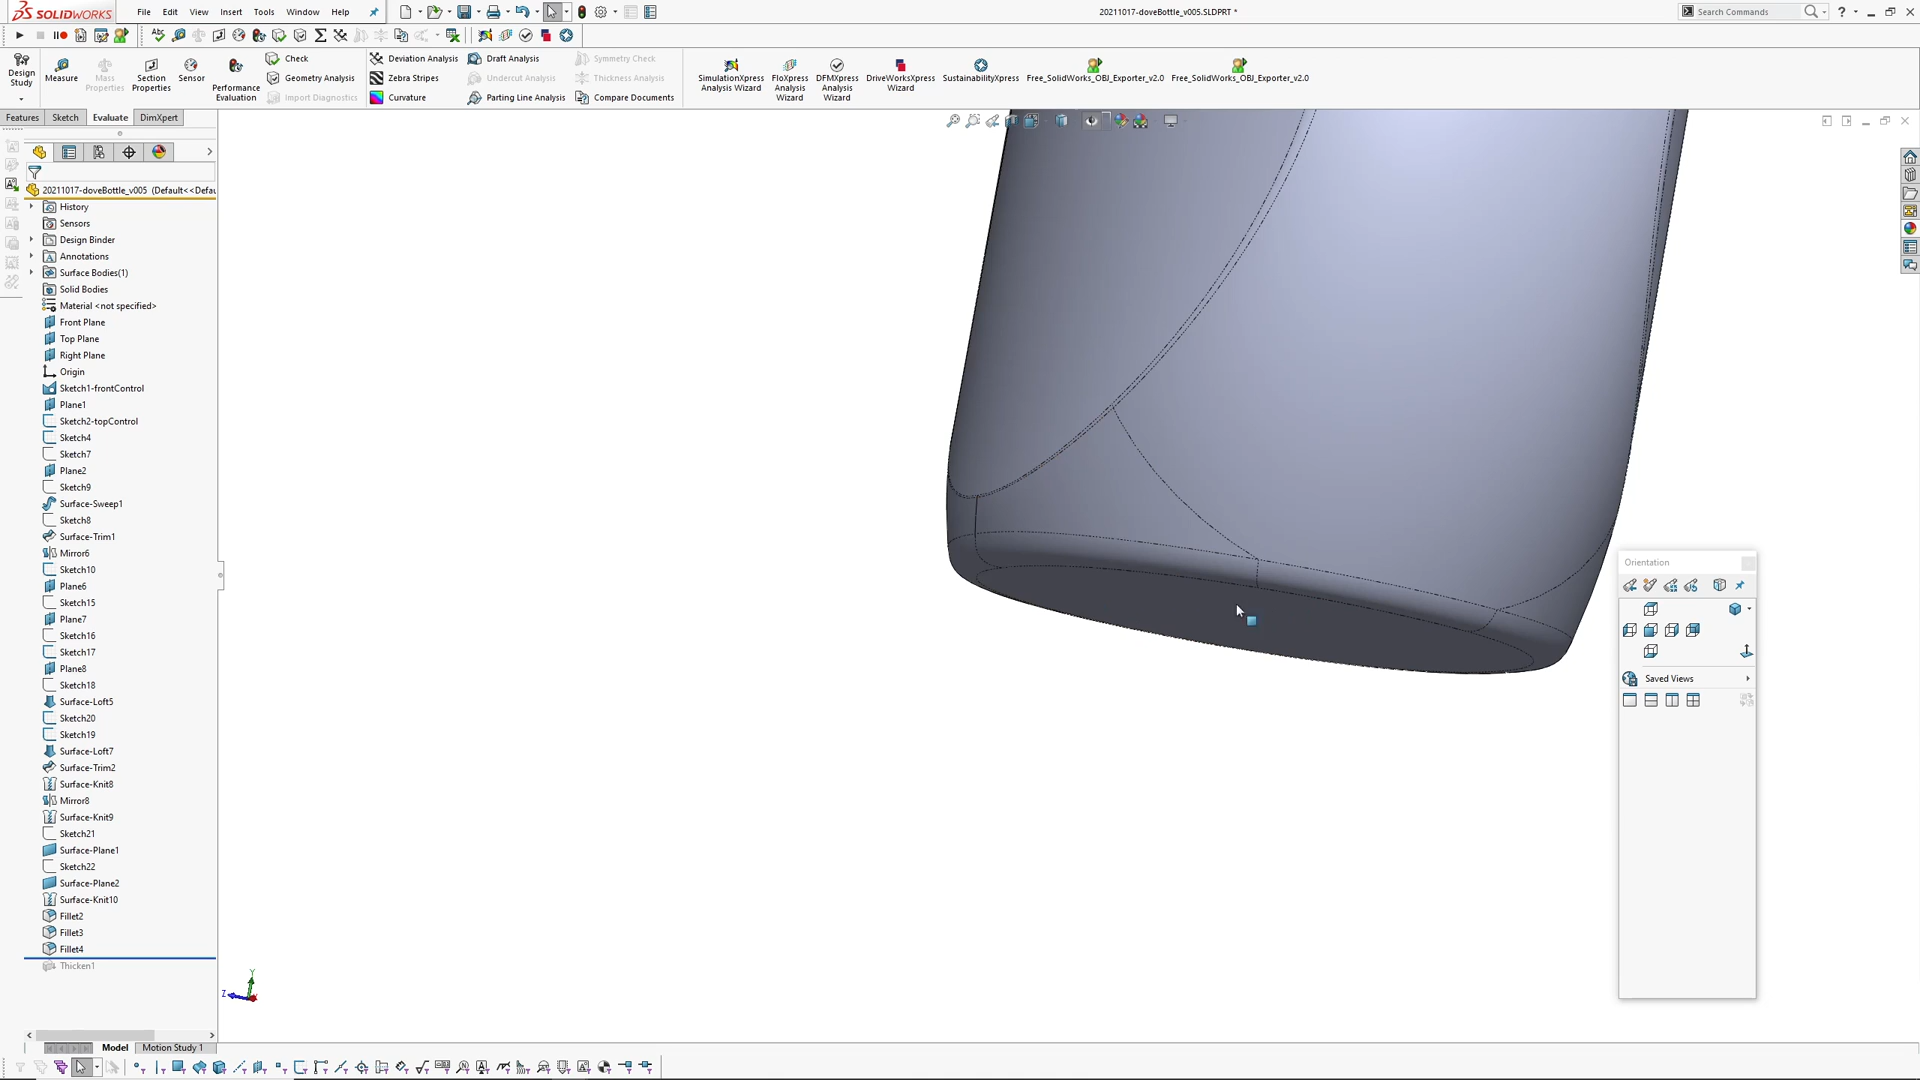 SOLIDWORKS File Edit View Insert Tools Window Help 20211017-doveBottle_v005.SLDPRT * Search Commands
Design Study
Measure
Mass Properties
Section Properties
Sensor
Performance Evaluation
Check
Geometry Analysis
Import Diagnostics
Deviation Analysis
Zebra Stripes
Curvature
Draft Analysis
Undercut Analysis
Parting Line Analysis
Symmetry Check
Thickness Analysis
Compare Documents
SimulationXpress Analysis Wizard
FloXpress Analysis Wizard
DFMXpress Analysis Wizard
DriveWorksXpress Wizard
SustainabilityXpress
Free_SolidWorks_OBJ_Exporter_v2.0
Free_SolidWorks_OBJ_Exporter_v2.0
Features Sketch Evaluate DimXpert
20211017-doveBottle_v005 (Default<<Defau
History
Sensors
Design Binder
Annotations
Surface Bodies(1)
Solid Bodies
Material <not specified>
Front Plane
Top Plane
Right Plane
Origin
Sketch1-frontControl
Plane1
Sketch2-topControl
Sketch4
Sketch7
Plane2
Sketch9
Surface-Sweep1
Sketch8
Surface-Trim1
Mirror6
Sketch10
Plane6
Sketch15
Plane7
Sketch16
Sketch17
Plane8
Sketch18
Surface-Loft5
Sketch20
Sketch19
Surface-Loft7
Surface-Trim2
Surface-Knit8
Mirror8
Surface-Knit9
Sketch21
Surface-Plane1
Sketch22
Surface-Plane2
Surface-Knit10
Fillet2
Fillet3
Fillet4
Thicken1
Orientation
Saved Views
Y
Z
Model Motion Study 1